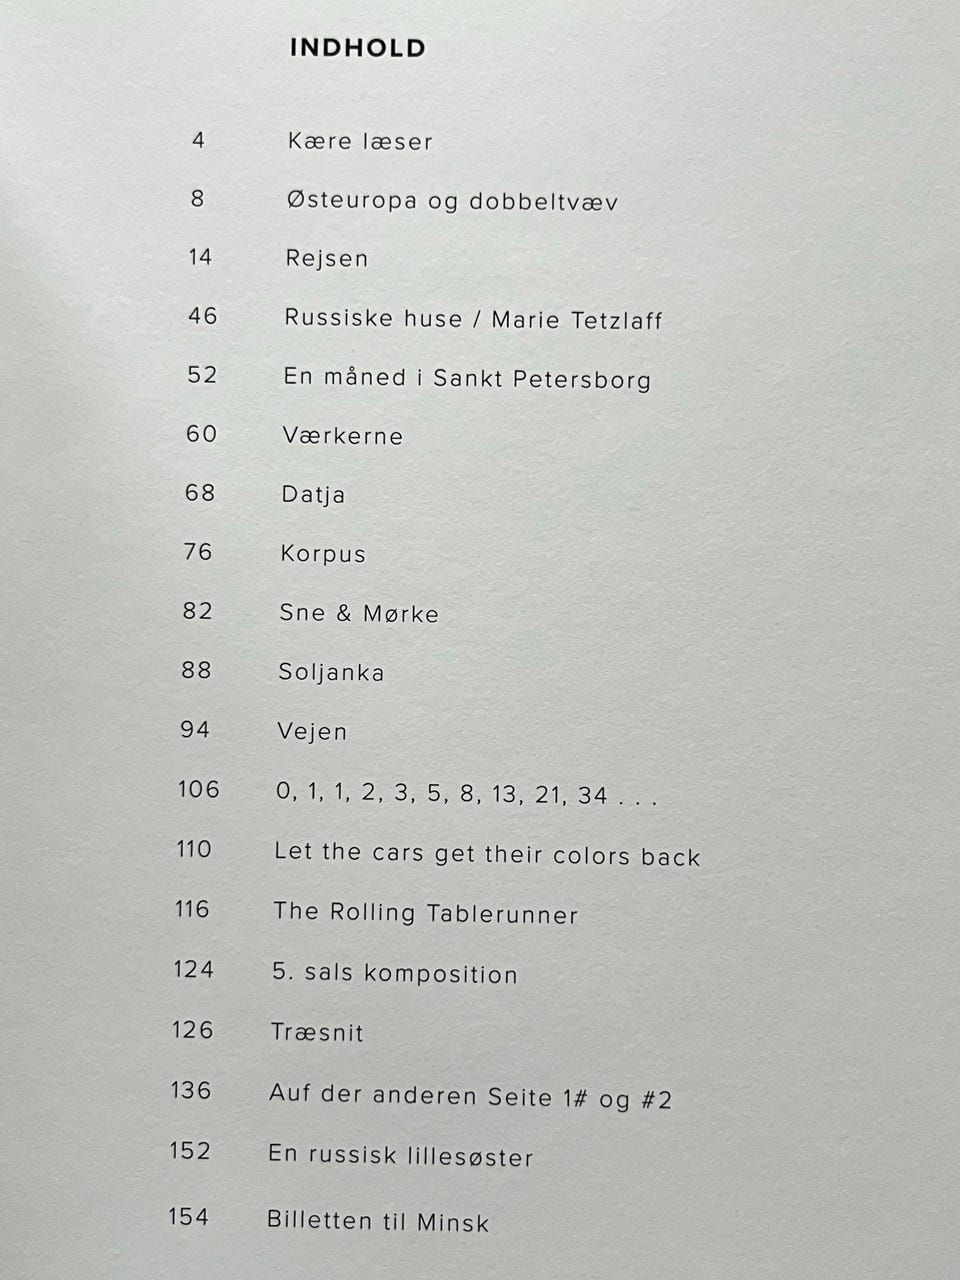 INDHOLD
4 Kære læser
8 Østeuropa og dobbeltvæv
14 Rejsen
46 Russiske huse / Marie Tetzlaff
52 En måned i Sankt Petersborg
60 Værkerne
68 Datja
76 Korpus
82 Sne & Mørke
88 Soljanka
94 Vejen
106 0, 1, 1, 2, 3, 5, 8, 13, 21, 34 . . .
110 Let the cars get their colors back
116 The Rolling Tablerunner
124 5. sals komposition
126 Træsnit
136 Auf der anderen Seite 1# og #2
152 En russisk lillesøster
154 Billetten til Minsk